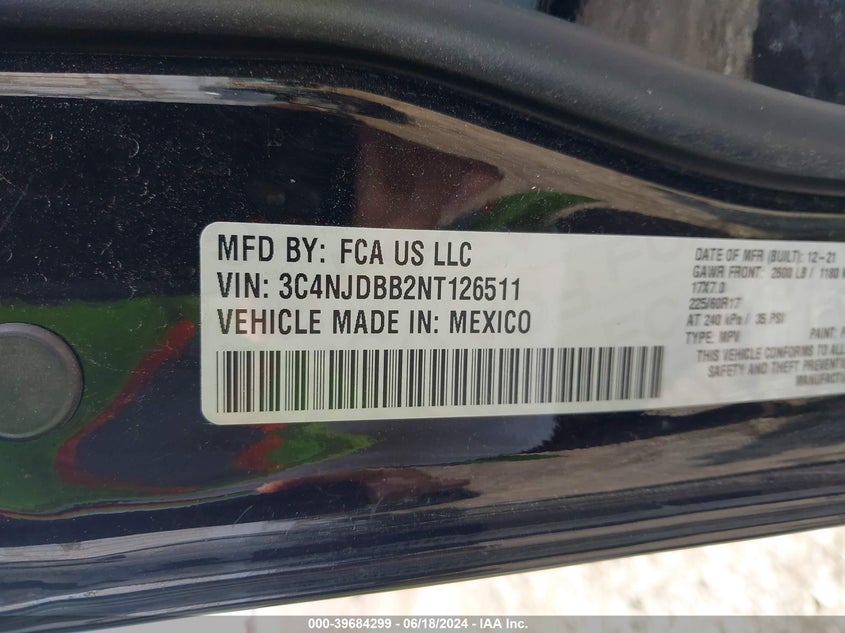 MFD BY: FCA US LLC
VIN: 3C4NJDBB2NT126511
VEHICLE MADE IN: MEXICO
DATE OF MFR (BUILT): 12-21
GAWR FRONT: 2600 LB / 1180 K
17X7.0
225/60R17
AT 240 kPa / 35 PSI
TYPE: MPV PAINT: P
THIS VEHICLE CONFORMS TO ALL
SAFETY AND THEFT PREVENTI
MANUFACTU
000-39684299 - 06/18/2024 - IAA Inc.